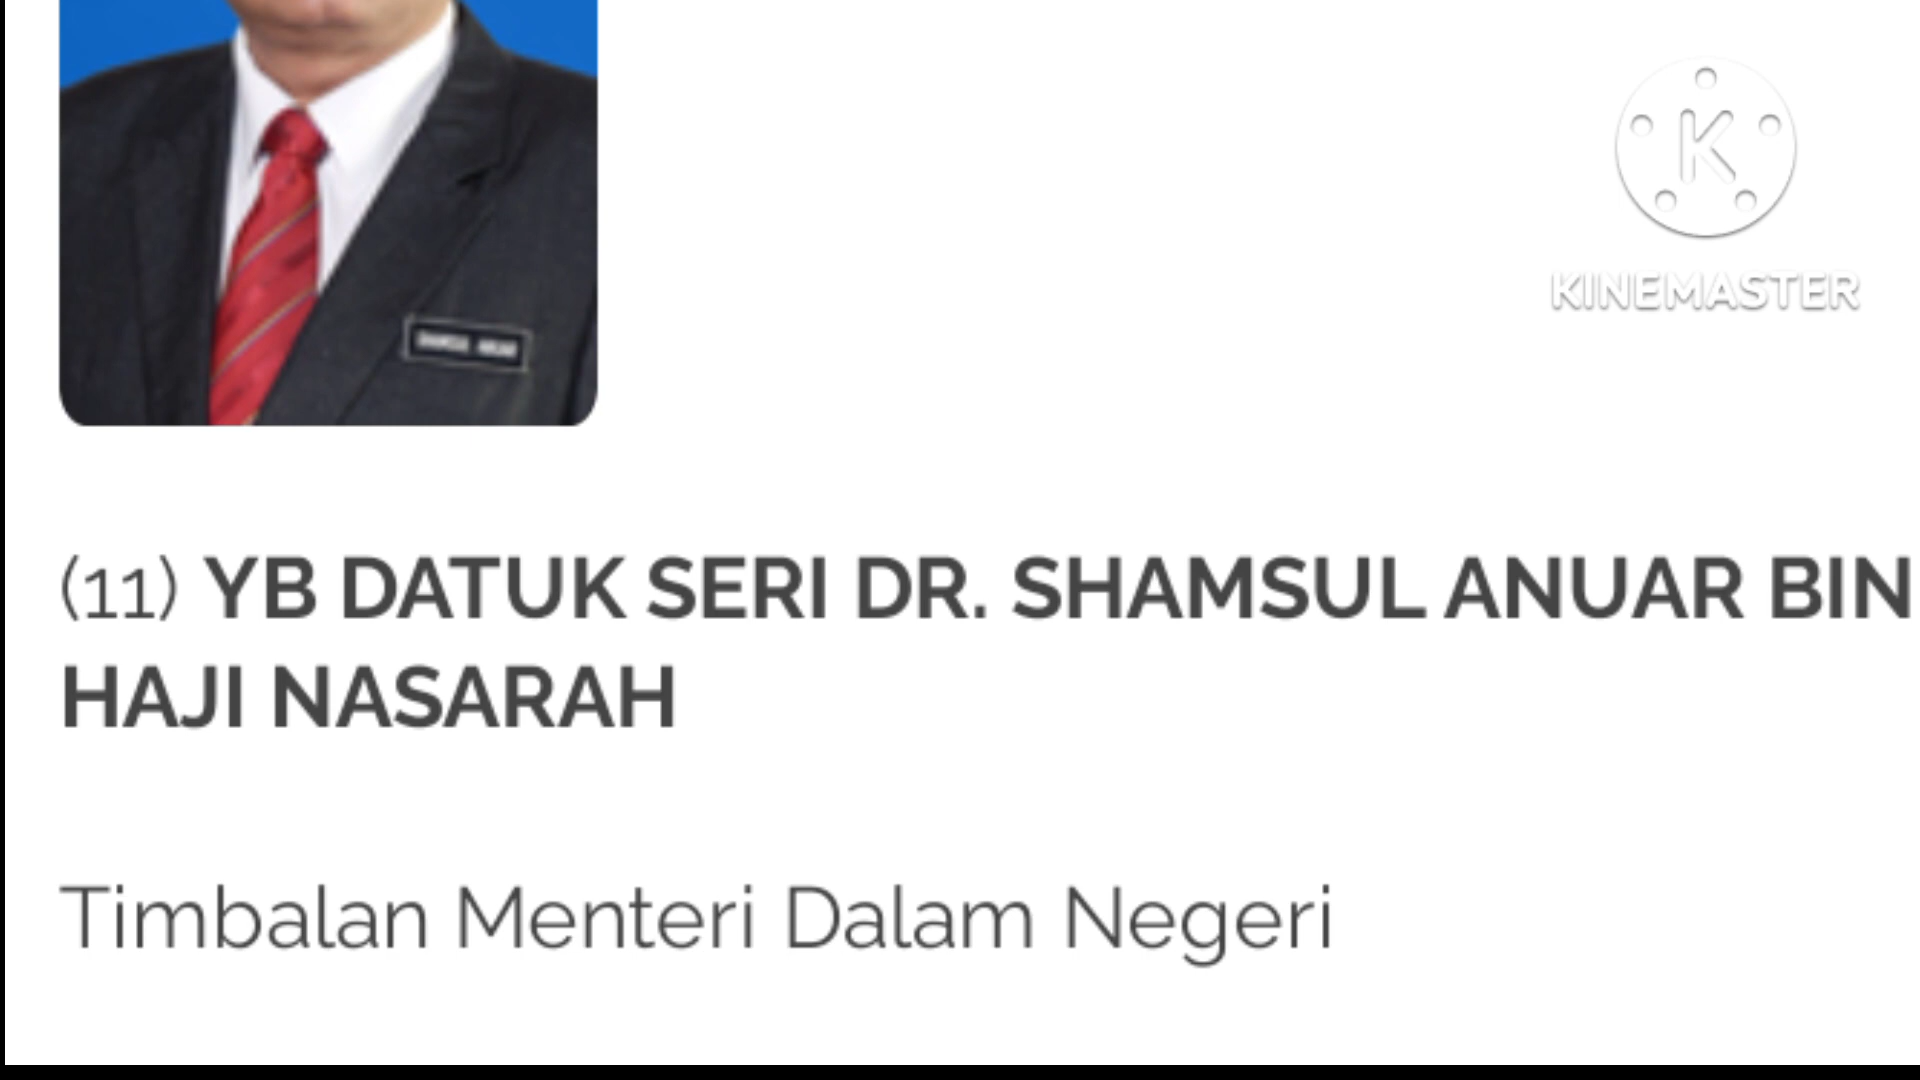 K
KINEMASTER
(11) YB DATUK SERI DR. SHAMSUL ANUAR BIN
HAJI NASARAH
Timbalan Menteri Dalam Negeri